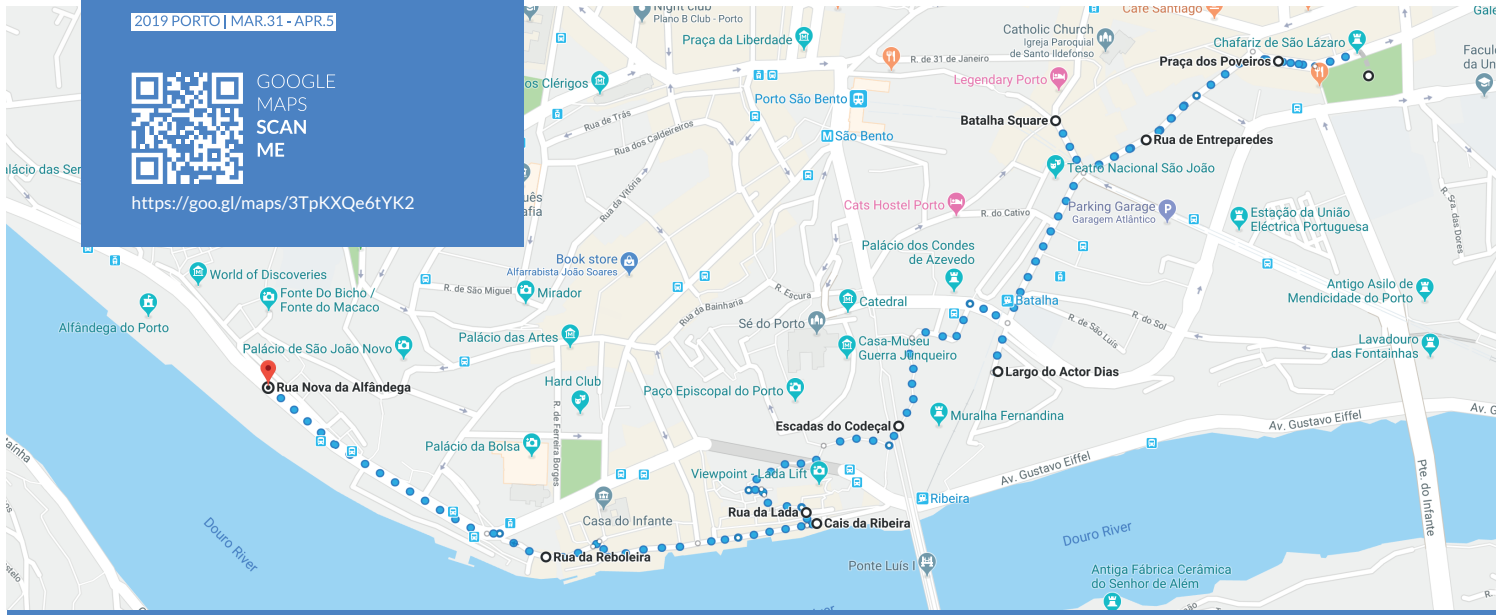 2019 PORTO | MAR.31 - APR.5
GOOGLE
MAPS
SCAN
ME
https://goo.gl/maps/3TpKXQe6tYK2
Night Club
Plano B Club - Porto
Praça da Liberdade
Catholic Church
Igreja Paroquial
de Santo Ildefonso
Café Santiago
Chafariz de São Lázaro
R. de 31 de Janeiro
Praça dos Poveiros
Legendary Porto
os Clérigos
Porto São Bento
Rua de Trás
Rua dos Caldeireiros
São Bento
Batalha Square
Rua de Entreparedes
Teatro Nacional São João
Rua da Vitória
Cats Hostel Porto
R. do Cativo
Parking Garage
Garagem Atlântico
Estação da União
Eléctrica Portuguesa
R. Sra. das Dores
Palácio dos Condes
de Azevedo
Book store
Alfarrabista João Soares
World of Discoveries
Fonte Do Bicho /
Fonte do Macaco
R. de São Miguel
Mirador
R. Escura
Rua da Bainharia
Catedral
Batalha
Antigo Asilo de
Mendicidade do Porto
Alfândega do Porto
Sé do Porto
R. do Sol
R. de São Luís
Palácio das Artes
Casa-Museu
Guerra Junqueiro
Lavadouro
das Fontainhas
Palácio de São João Novo
Rua Nova da Alfândega
Hard Club
Paço Episcopal do Porto
Largo do Actor Dias
R. de Ferreira Borges
Muralha Fernandina
Escadas do Codeçal
Av. Gustavo Eiffel
Palácio da Bolsa
Av. Gustavo Eiffel
Viewpoint - Lada Lift
Pte. do Infante
Ribeira
Rua da Lada
Casa do Infante
Cais da Ribeira
Douro River
Douro River
Rua da Reboleira
Ponte Luís I
Antiga Fábrica Cerâmica
do Senhor de Além